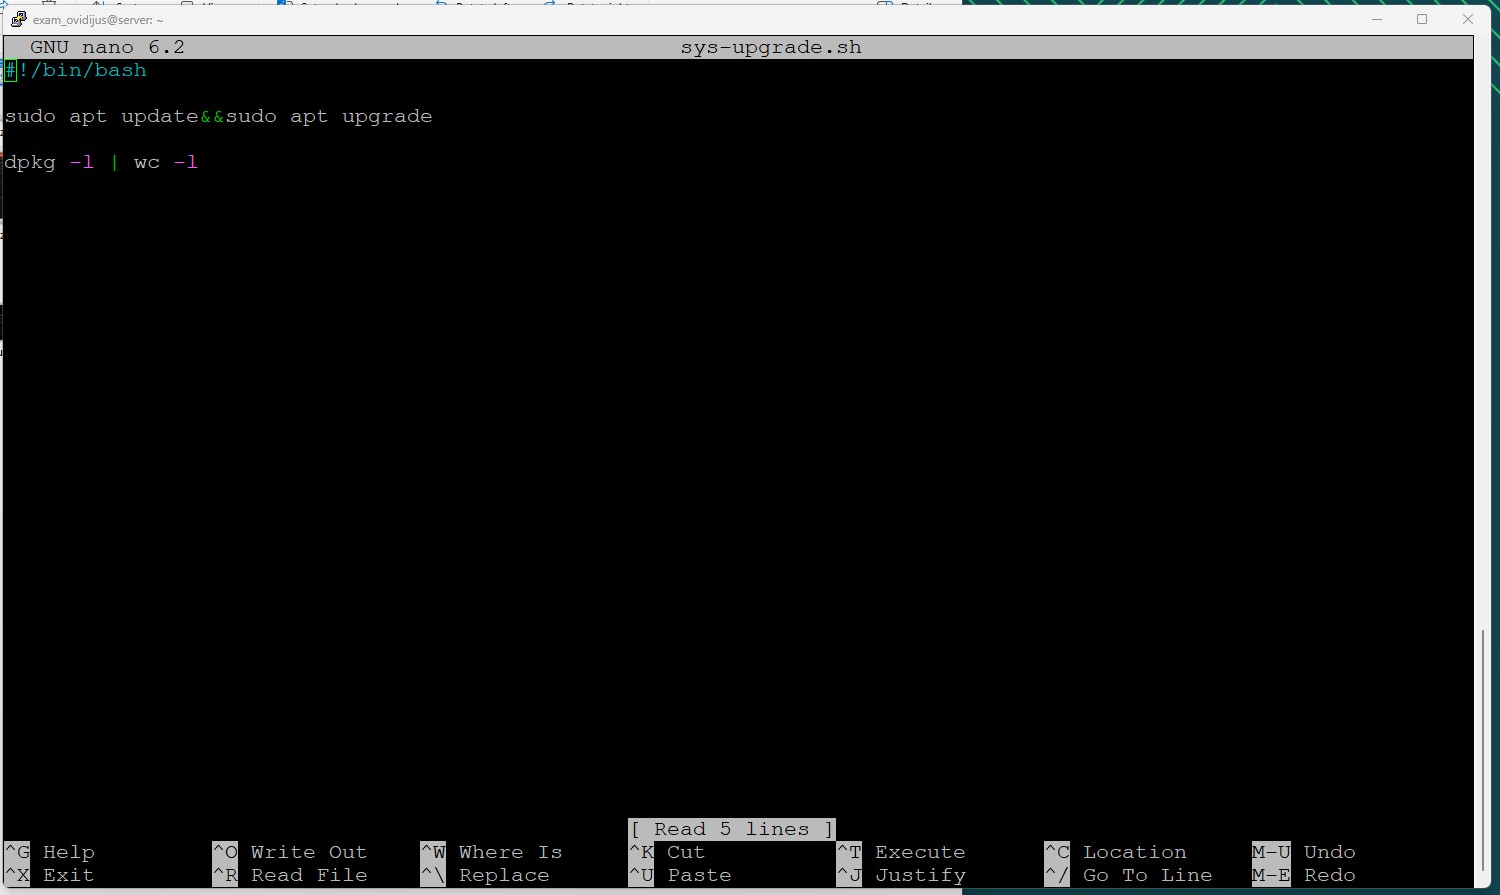 exam_ovidijus@server: ~
GNU nano 6.2 sys-upgrade.sh
#!/bin/bash
sudo apt update&&sudo apt upgrade
dpkg -l | wc -l
[ Read 5 lines ]
^G Help ^O Write Out ^W Where Is ^K Cut ^T Execute ^C Location M-U Undo
^X Exit ^R Read File ^\ Replace ^U Paste ^J Justify ^/ Go To Line M-E Redo